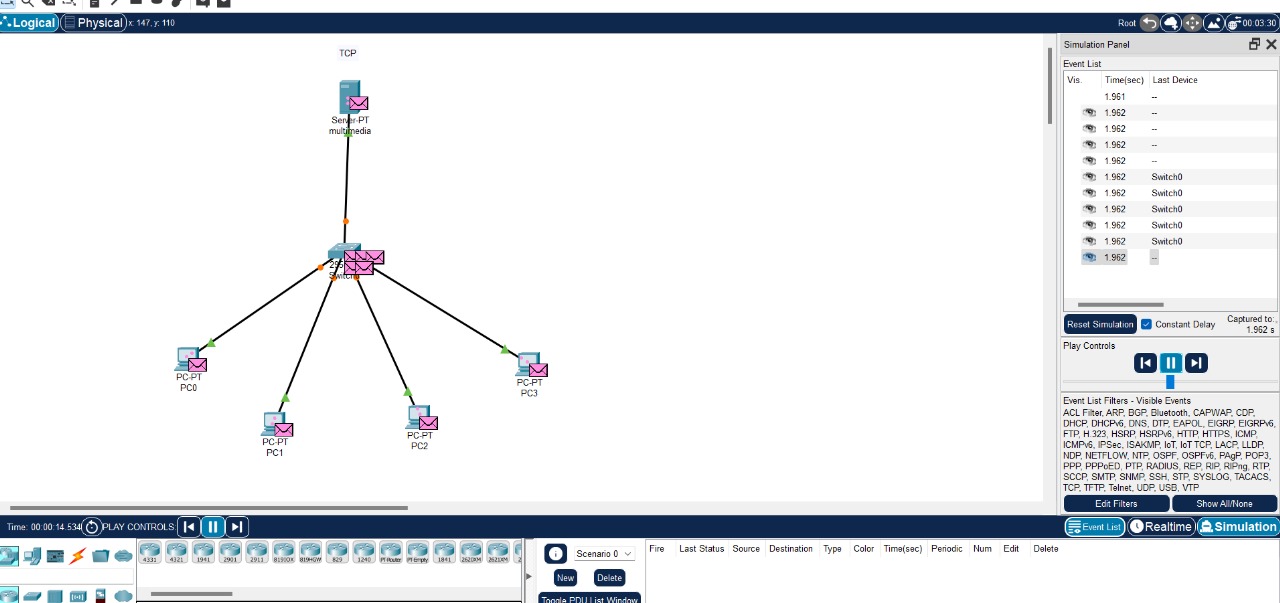 Logical Physical x: 147, y: 110 Root 00:03:30
TCP
Server-PT
multimedia
Switch0
PC-PT
PC0
PC-PT
PC1
PC-PT
PC2
PC-PT
PC3
Simulation Panel
Event List
Vis. Time(sec) Last Device
1.961 --
1.962 --
1.962 --
1.962 --
1.962 --
1.962 Switch0
1.962 Switch0
1.962 Switch0
1.962 Switch0
1.962 Switch0
1.962 --
Reset Simulation Constant Delay Captured to:
1.962 s
Play Controls
Event List Filters - Visible Events
ACL Filter, ARP, BGP, Bluetooth, CAPWAP, CDP,
DHCP, DHCPv6, DNS, DTP, EAPOL, EIGRP, EIGRPv6,
FTP, H.323, HSRP, HSRPv6, HTTP, HTTPS, ICMP,
ICMPv6, IPSec, ISAKMP, IoT, IoT TCP, LACP, LLDP,
NDP, NETFLOW, NTP, OSPF, OSPFv6, PAgP, POP3,
PPP, PPPoED, PTP, RADIUS, REP, RIP, RIPng, RTP,
SCCP, SMTP, SNMP, SSH, STP, SYSLOG, TACACS,
TCP, TFTP, Telnet, UDP, USB, VTP
Edit Filters Show All/None
Time: 00:00:14.534 PLAY CONTROLS: Event List Realtime Simulation
4331 4321 1941 2901 2911 819IOX 819HGW 829 1240 PT-Router PT-Empty 1841 2620XM 2621XM 2
Scenario 0
New Delete
Toggle PDU List Window
Fire Last Status Source Destination Type Color Time(sec) Periodic Num Edit Delete